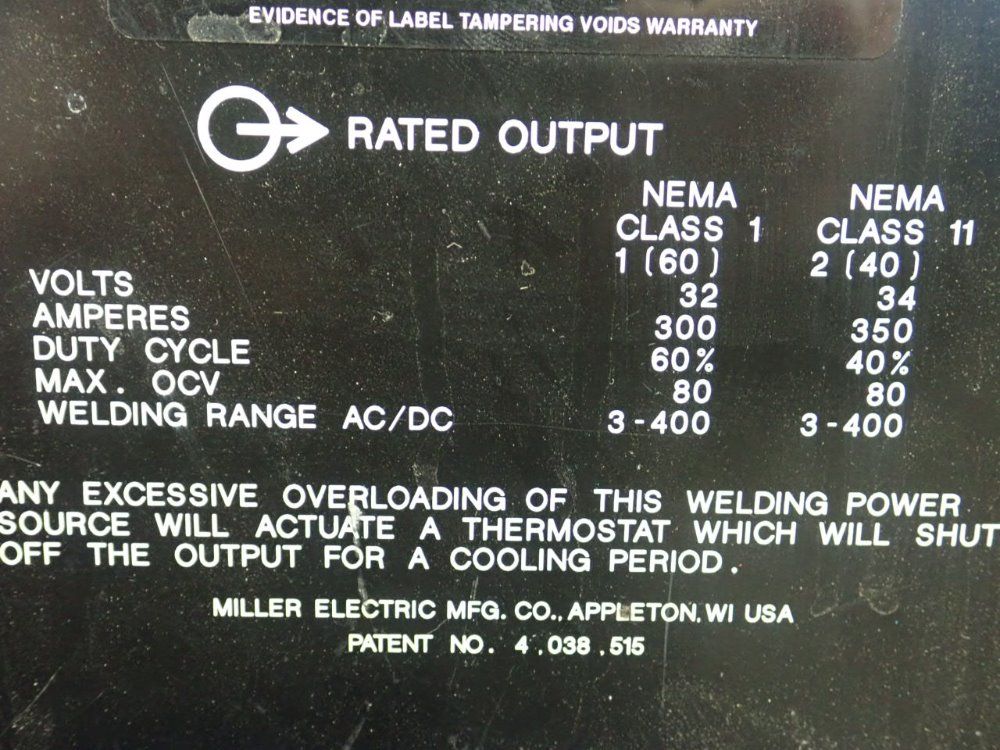 EVIDENCE OF LABEL TAMPERING VOIDS WARRANTY
RATED OUTPUT
NEMA NEMA
CLASS 1 CLASS 11
1 (60) 2 (40)
VOLTS 32 34
AMPERES 300 350
DUTY CYCLE 60% 40%
MAX. OCV 80 80
WELDING RANGE AC/DC 3-400 3-400
ANY EXCESSIVE OVERLOADING OF THIS WELDING POWER
SOURCE WILL ACTUATE A THERMOSTAT WHICH WILL SHUT
OFF THE OUTPUT FOR A COOLING PERIOD.
MILLER ELECTRIC MFG. CO., APPLETON, WI USA
PATENT NO. 4,038,515